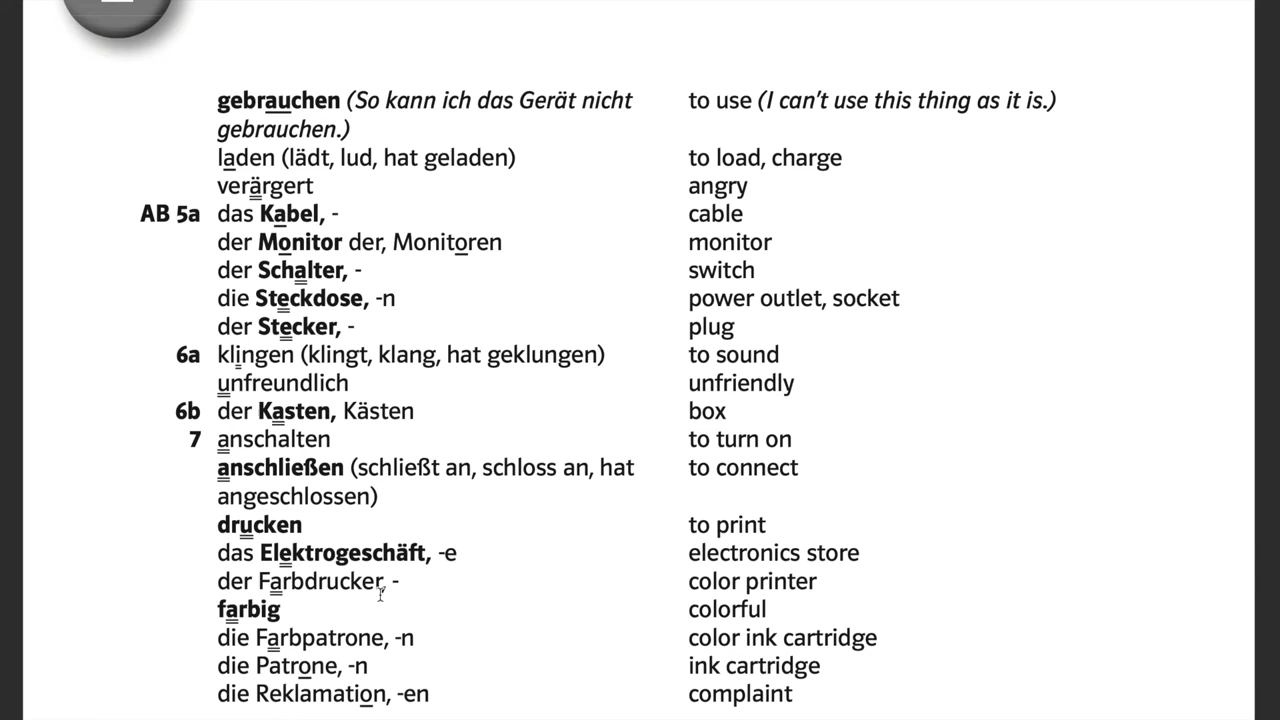 gebrauchen (So kann ich das Gerät nicht to use (I can't use this thing as it is.)
gebrauchen.)
laden (lädt, lud, hat geladen) to load, charge
verärgert angry
AB 5a das Kabel, - cable
der Monitor der, Monitoren monitor
der Schalter, - switch
die Steckdose, -n power outlet, socket
der Stecker, - plug
6a klingen (klingt, klang, hat geklungen) to sound
unfreundlich unfriendly
6b der Kasten, Kästen box
7 anschalten to turn on
anschließen (schließt an, schloss an, hat to connect
angeschlossen)
drucken to print
das Elektrogeschäft, -e electronics store
der Farbdrucker, - color printer
farbig colorful
die Farbpatrone, -n color ink cartridge
die Patrone, -n ink cartridge
die Reklamation, -en complaint